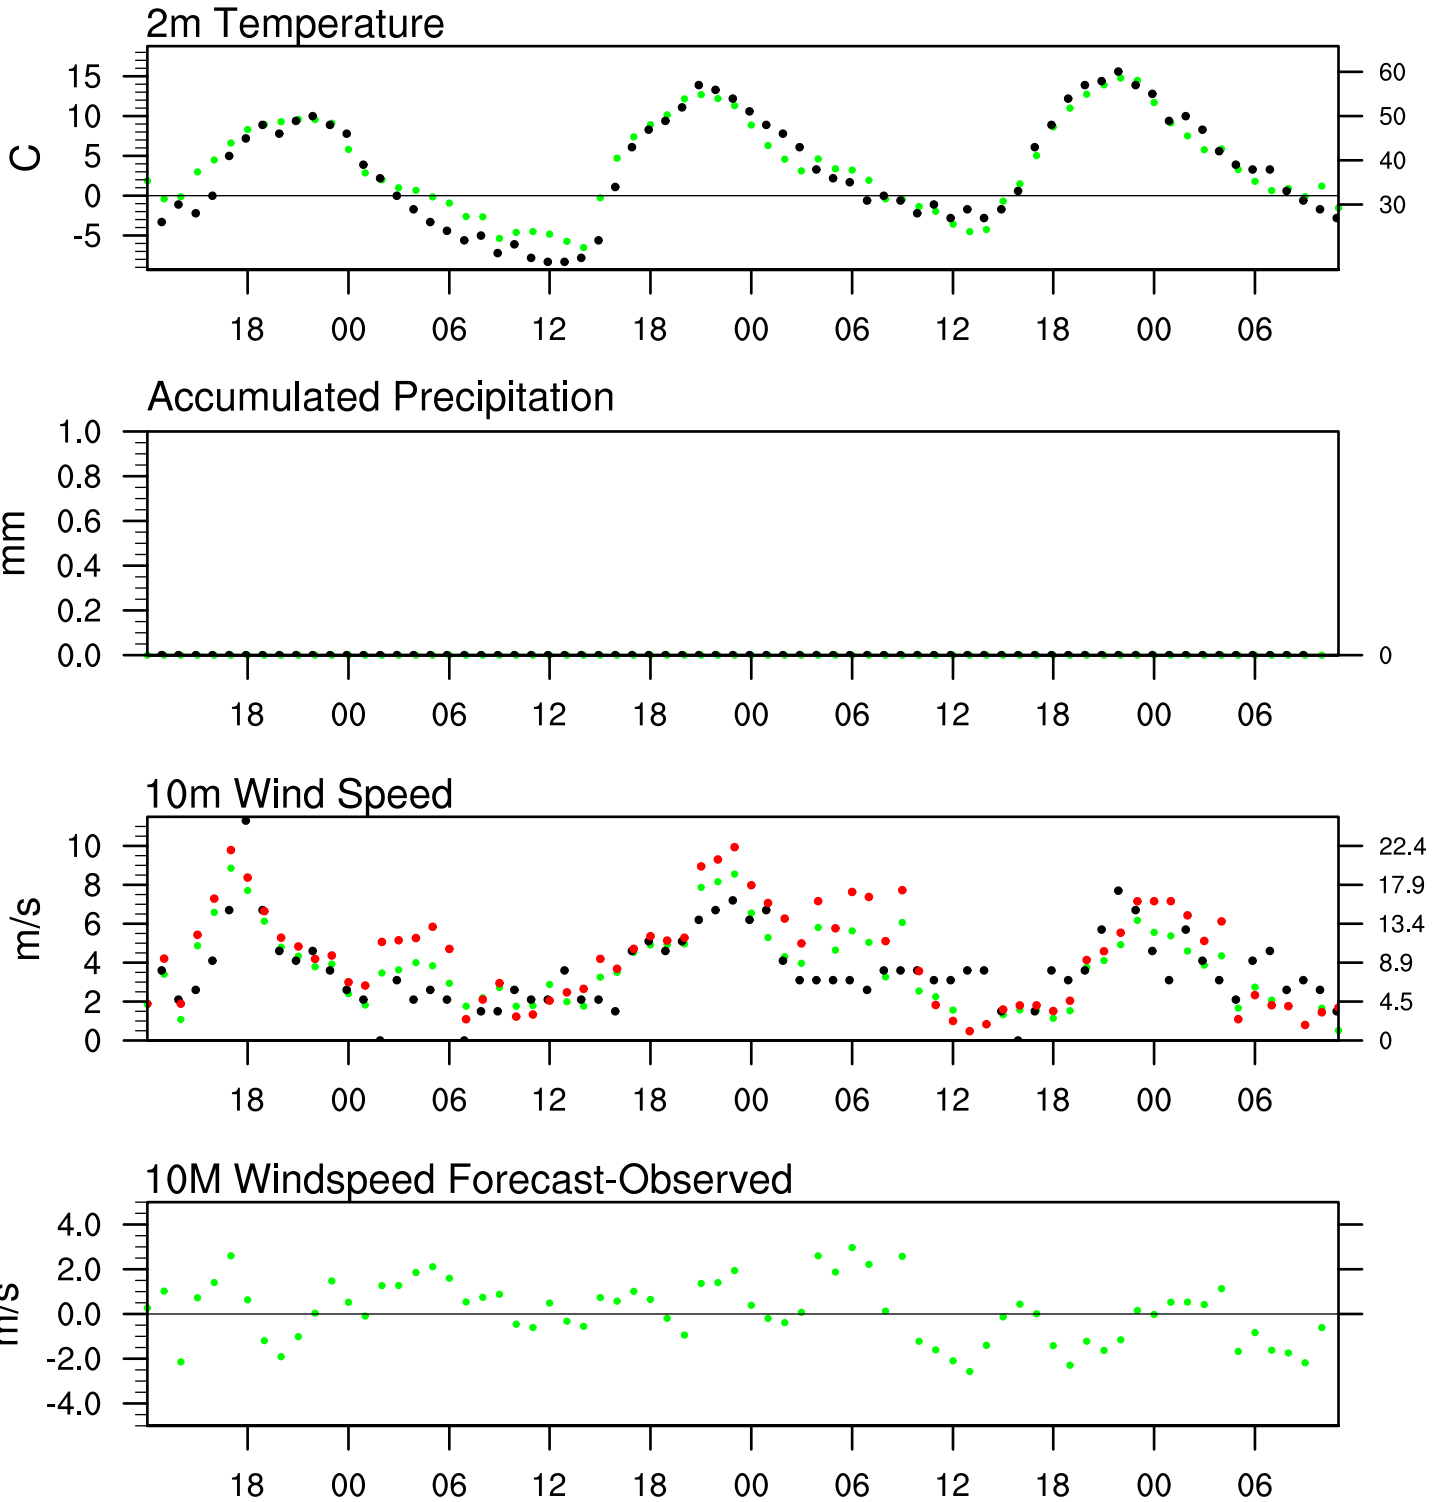 2m Temperature
15 60
10 50
5 40
0 30
-5
C
18 00 06 12 18 00 06 12 18 00 06
Accumulated Precipitation
1.0
0.8
0.6
0.4
0.2
0.0 0
mm
18 00 06 12 18 00 06 12 18 00 06
10m Wind Speed
10 22.4
8 17.9
6 13.4
4 8.9
2 4.5
0 0
m/s
18 00 06 12 18 00 06 12 18 00 06
10M Windspeed Forecast-Observed
4.0
2.0
0.0
-2.0
-4.0
m/s
18 00 06 12 18 00 06 12 18 00 06